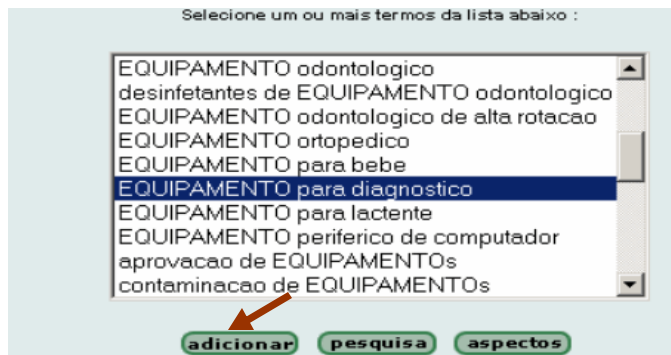 Selecione um ou mais termos da lista abaixo :
EQUIPAMENTO odontologico
desinfetantes de EQUIPAMENTO odontologico
EQUIPAMENTO odontologico de alta rotacao
EQUIPAMENTO ortopedico
EQUIPAMENTO para bebe
EQUIPAMENTO para diagnostico
EQUIPAMENTO para lactente
EQUIPAMENTO periferico de computador
aprovacao de EQUIPAMENTOs
contaminacao de EQUIPAMENTOs
adicionar pesquisa aspectos